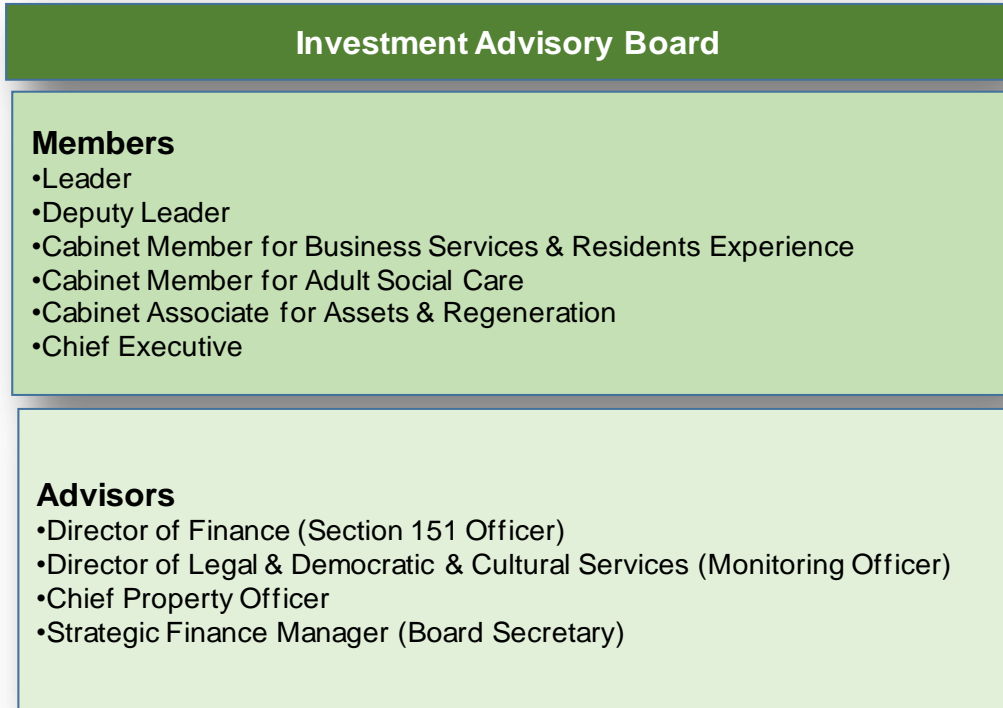 Investment Advisory Board
Members
•Leader
•Deputy Leader
•Cabinet Member for Business Services & Residents Experience
•Cabinet Member for Adult Social Care
•Cabinet Associate for Assets & Regeneration
•Chief Executive
Advisors
•Director of Finance (Section 151 Officer)
•Director of Legal & Democratic & Cultural Services (Monitoring Officer)
•Chief Property Officer
•Strategic Finance Manager (Board Secretary)